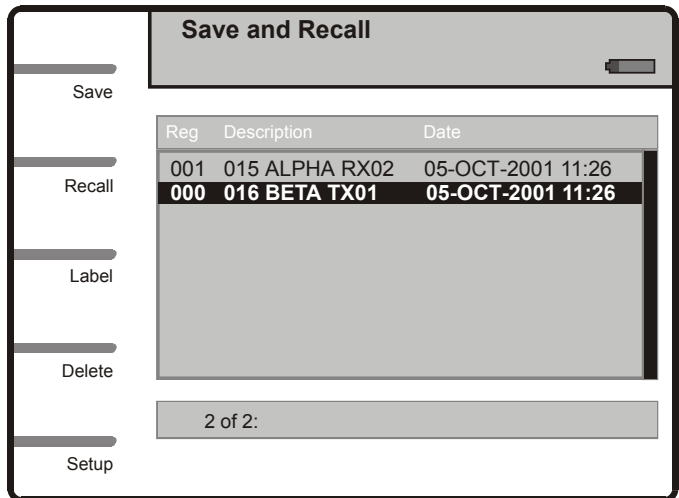 Save and Recall
Save
Recall
Label
Delete
Setup
Reg Description Date
001 015 ALPHA RX02 05-OCT-2001 11:26
000 016 BETA TX01 05-OCT-2001 11:26
2 of 2: